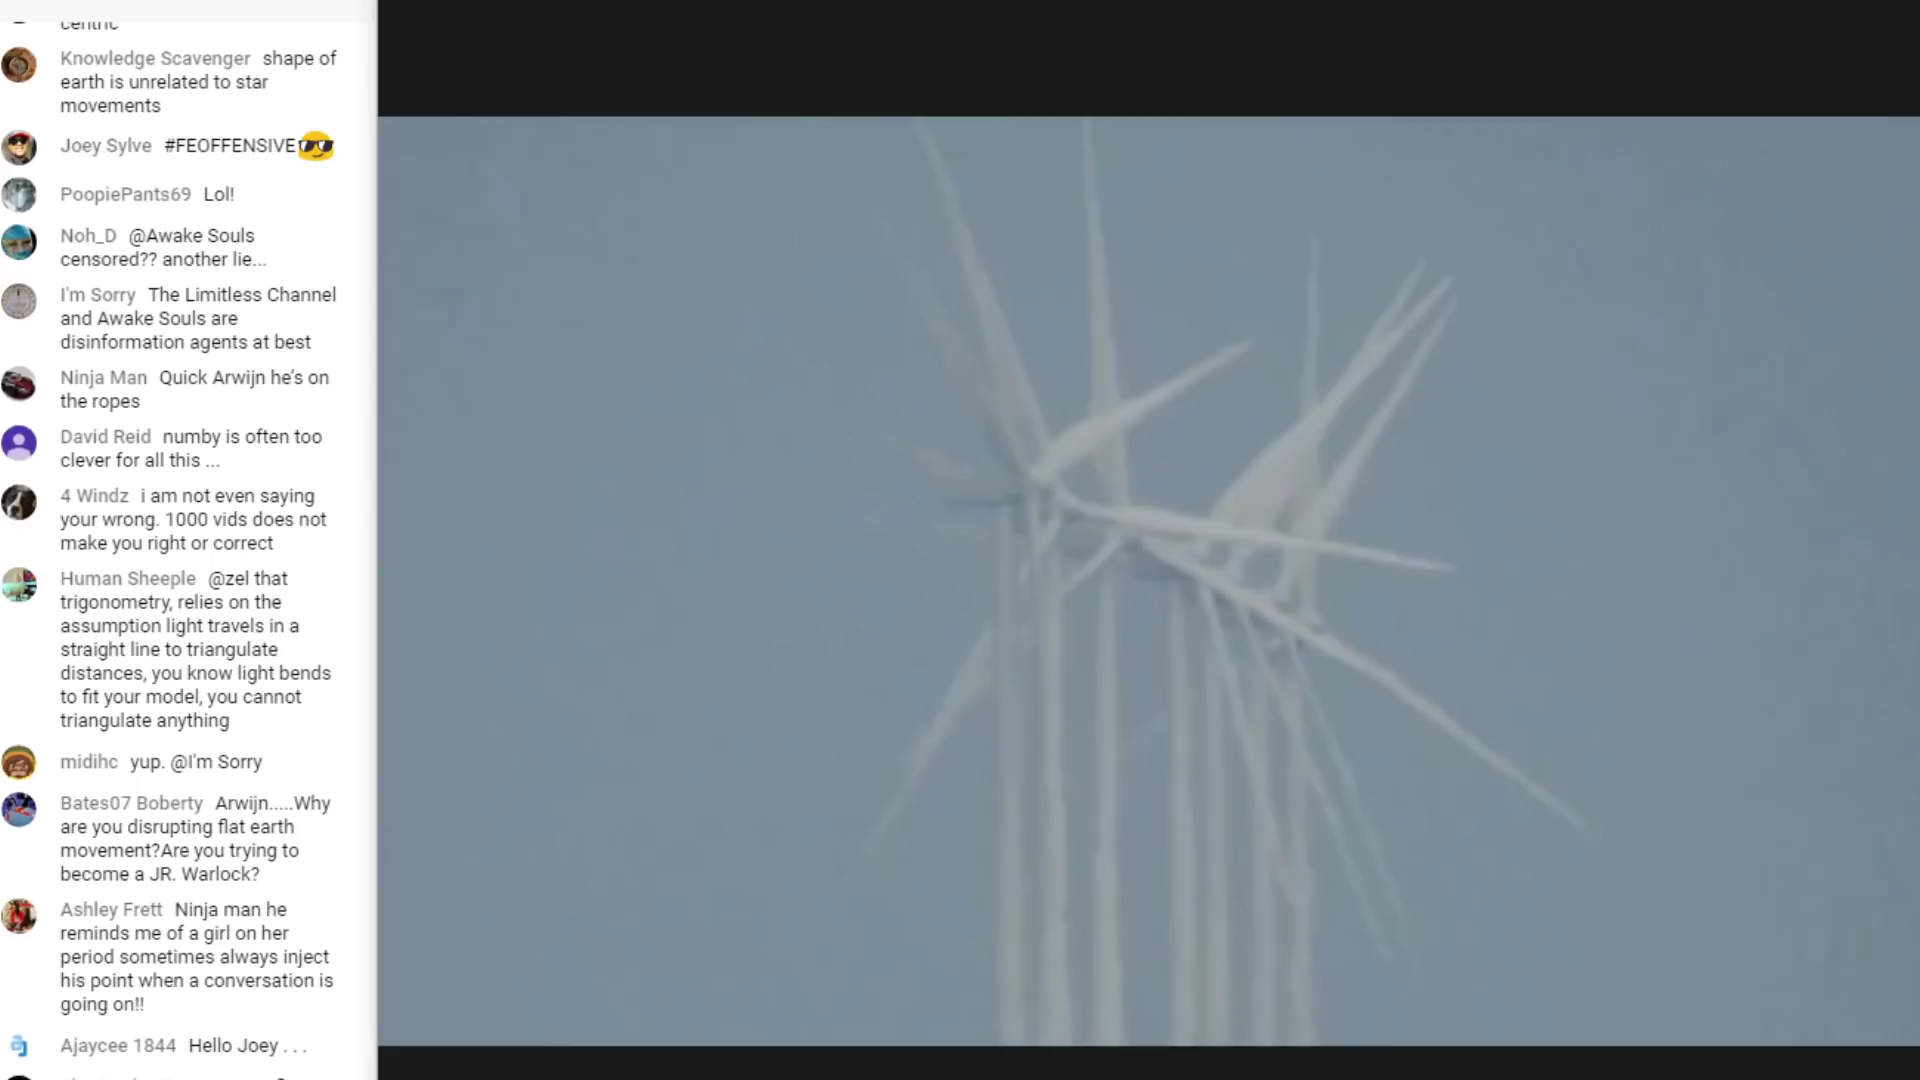 centric
Knowledge Scavenger shape of
earth is unrelated to star
movements
Joey Sylve #FEOFFENSIVE😎
PoopiePants69 Lol!
Noh_D @Awake Souls
censored?? another lie...
I'm Sorry The Limitless Channel
and Awake Souls are
disinformation agents at best
Ninja Man Quick Arwijn he's on
the ropes
David Reid numby is often too
clever for all this ...
4 Windz i am not even saying
your wrong. 1000 vids does not
make you right or correct
Human Sheeple @zel that
trigonometry, relies on the
assumption light travels in a
straight line to triangulate
distances, you know light bends
to fit your model, you cannot
triangulate anything
midihc yup. @I'm Sorry
Bates07 Boberty Arwijn.....Why
are you disrupting flat earth
movement?Are you trying to
become a JR. Warlock?
Ashley Frett Ninja man he
reminds me of a girl on her
period sometimes always inject
his point when a conversation is
going on!!
Ajaycee 1844 Hello Joey . . .